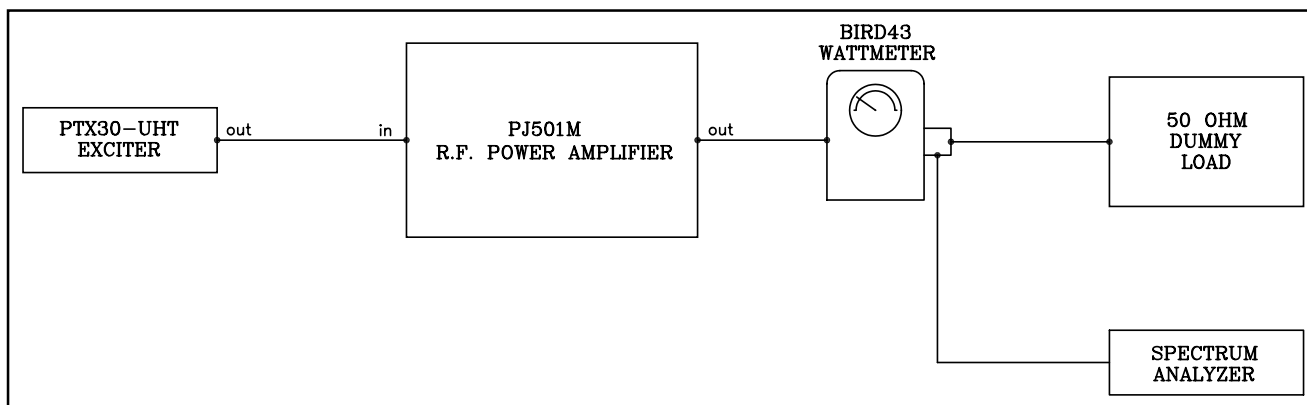 BIRD43
WATTMETER
PTX30-UHT
EXCITER
out
in
PJ501M
R.F. POWER AMPLIFIER
out
50 OHM
DUMMY
LOAD
SPECTRUM
ANALYZER